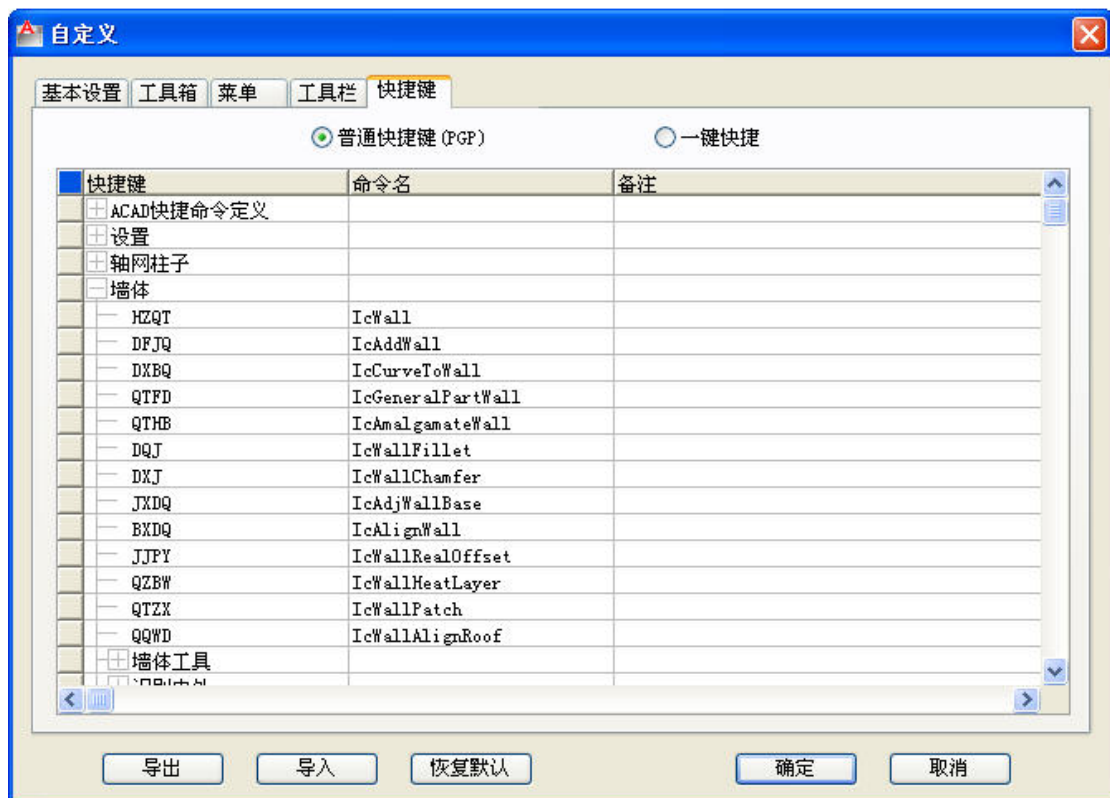 自定义
基本设置 工具箱 菜单 工具栏 快捷键
普通快捷键(PGP) 一键快捷
快捷键 命令名 备注
ACAD快捷命令定义
设置
轴网柱子
墙体
HZQT IcWall
DFJQ IcAddWall
DXBQ IcCurveToWall
QTFD IcGeneralPartWall
QTHB IcAmalgamateWall
DQJ IcWallFillet
DXJ IcWallChamfer
JXDQ IcAdjWallBase
BXDQ IcAlignWall
JJPY IcWallRealOffset
QZBW IcWallHeatLayer
QTZX IcWallPatch
QQWD IcWallAlignRoof
墙体工具
导出 导入 恢复默认 确定 取消